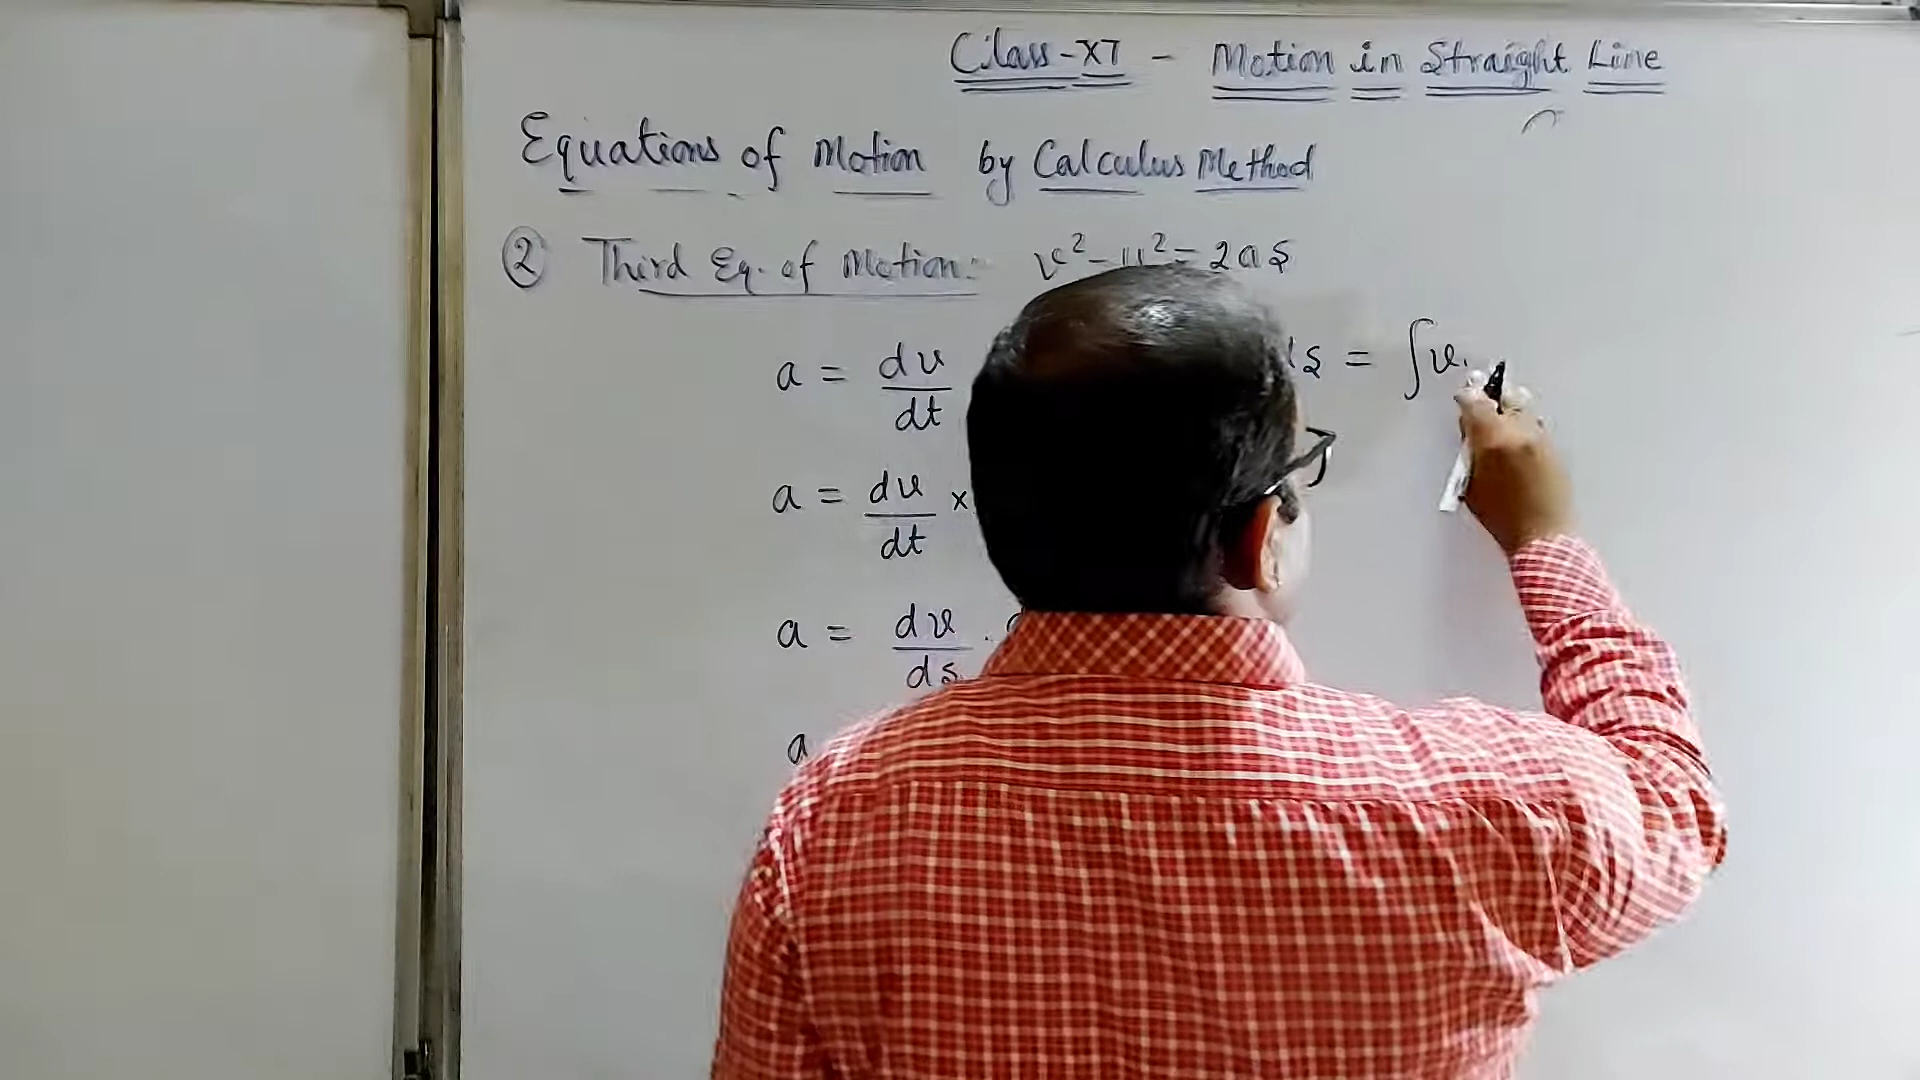 Class-XI - Motion in Straight Line
Equations of Motion by Calculus Method
② Third Eq. of Motion: v² - u² = 2as
a = dv/dt
s = ∫v.
a = dv/dt ×
a = dv/ds .
a